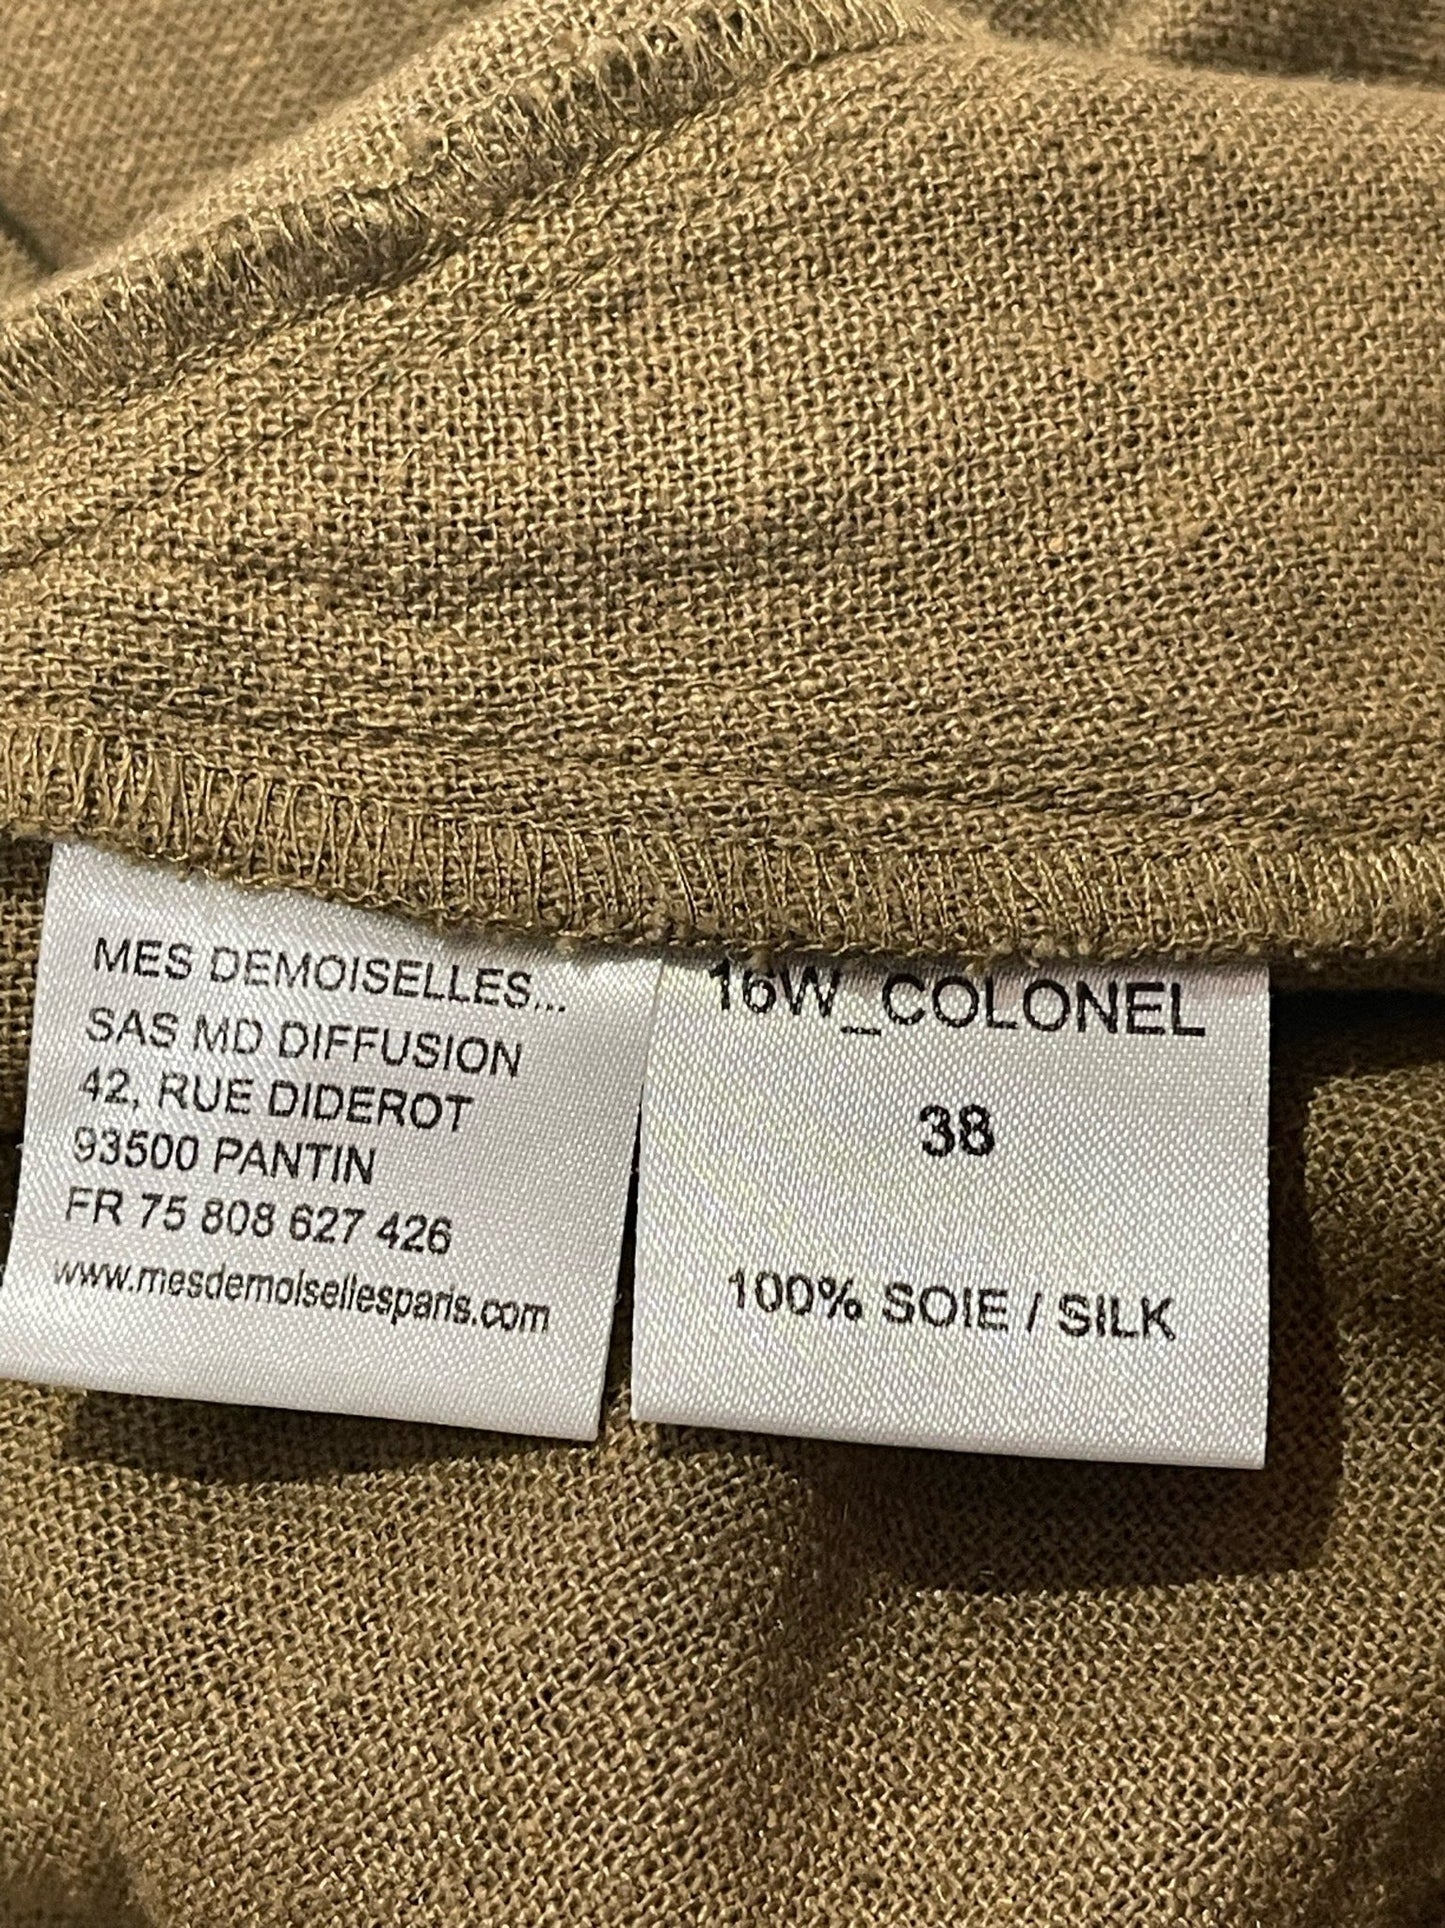 MES DEMOISELLES...
SAS MD DIFFUSION
42, RUE DIDEROT
93500 PANTIN
FR 75 808 627 426
www.mesdemoisellesparis.com
16W_COLONEL
38
100% SOIE / SILK